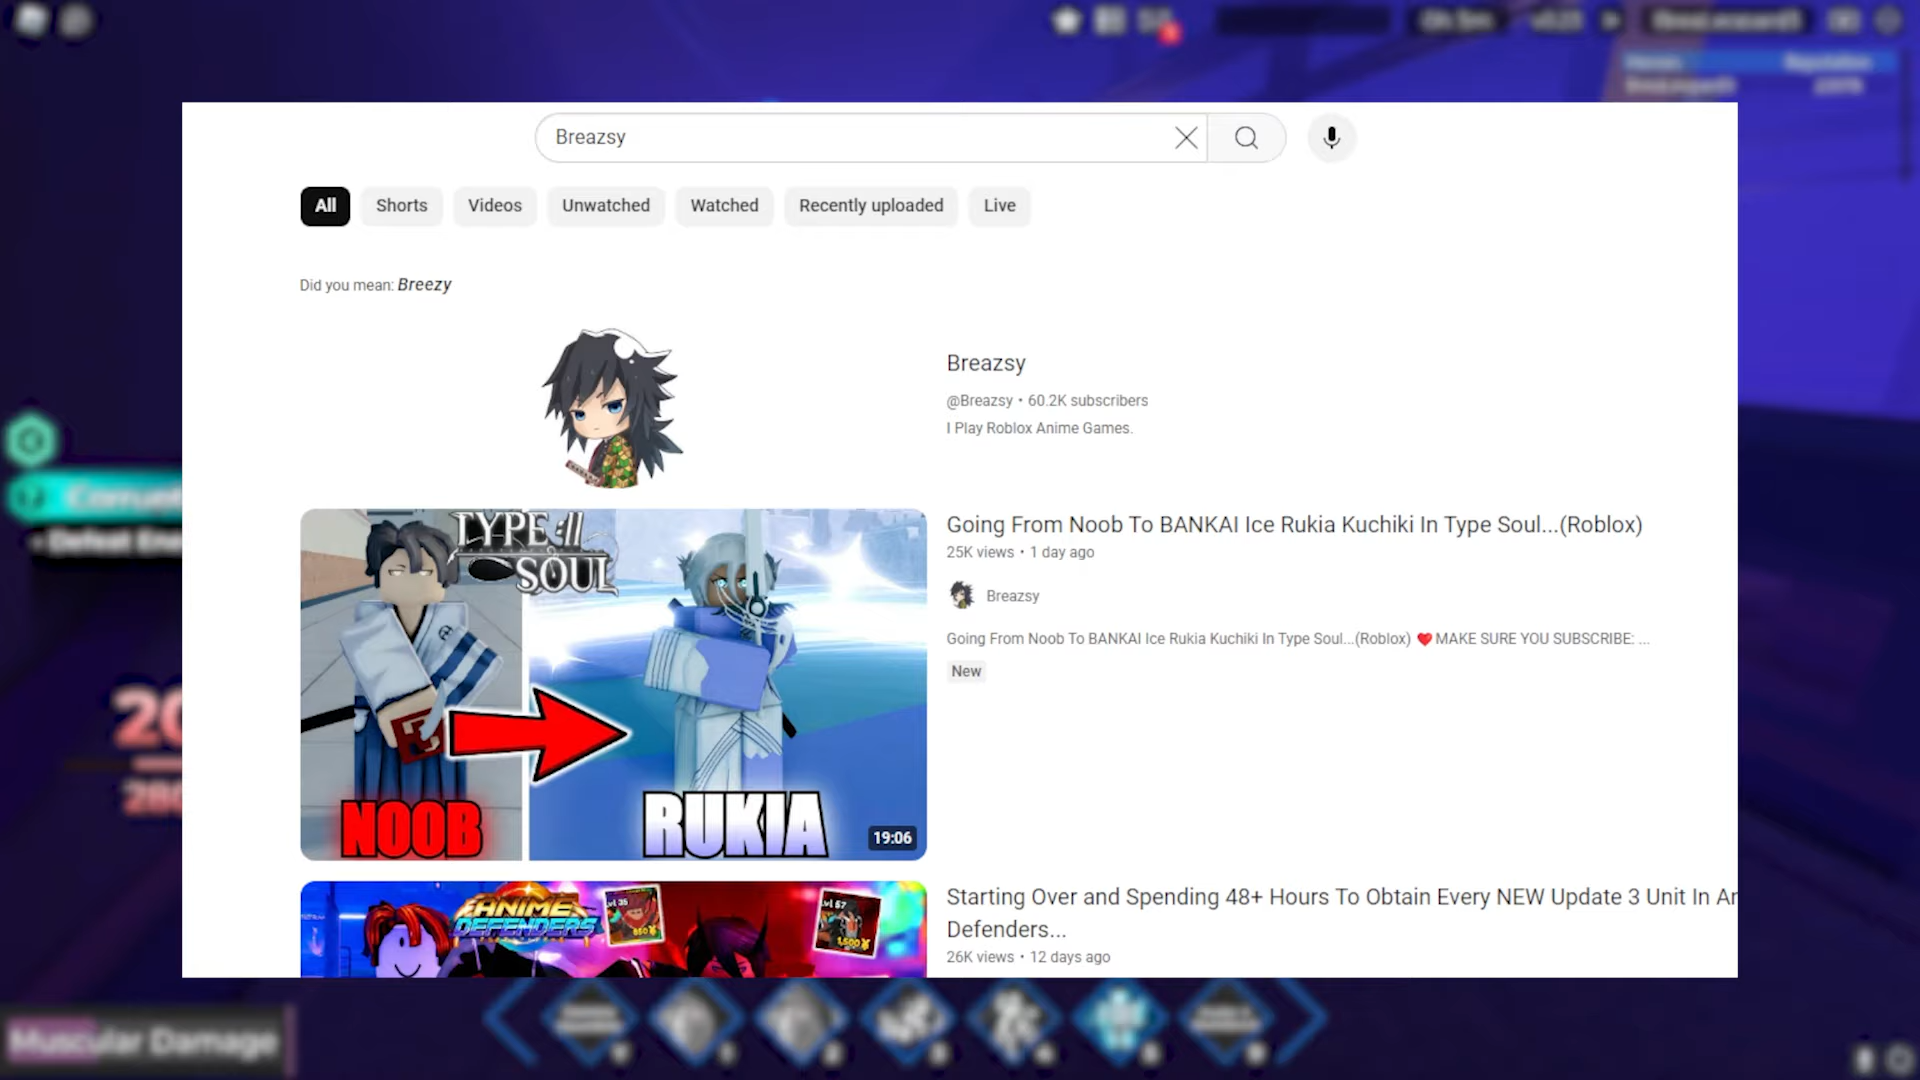 Breazsy
All Shorts Videos Unwatched Watched Recently uploaded Live
Did you mean: Breezy
Breazsy
@Breazsy • 60.2K subscribers
I Play Roblox Anime Games.
TYPE://
SOUL
NOOB
RUKIA
19:06
Going From Noob To BANKAI Ice Rukia Kuchiki In Type Soul...(Roblox)
25K views • 1 day ago
Breazsy
Going From Noob To BANKAI Ice Rukia Kuchiki In Type Soul...(Roblox) ❤️ MAKE SURE YOU SUBSCRIBE: ...
New
ANIME
DEFENDERS
Starting Over and Spending 48+ Hours To Obtain Every NEW Update 3 Unit In An
Defenders...
26K views • 12 days ago
Muscular Damage